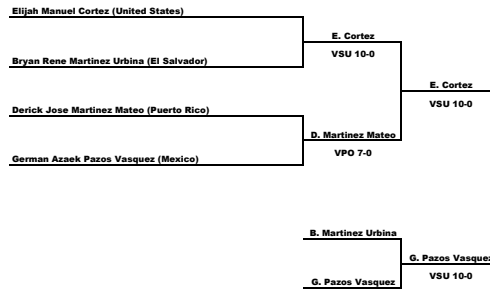 Elijah Manuel Cortez (United States)
E. Cortez
VSU 10-0
Bryan Rene Martinez Urbina (El Salvador)
E. Cortez
VSU 10-0
Derick Jose Martinez Mateo (Puerto Rico)
D. Martinez Mateo
VPO 7-0
German Azaek Pazos Vasquez (Mexico)
B. Martinez Urbina
G. Pazos Vasquez
VSU 10-0
G. Pazos Vasquez